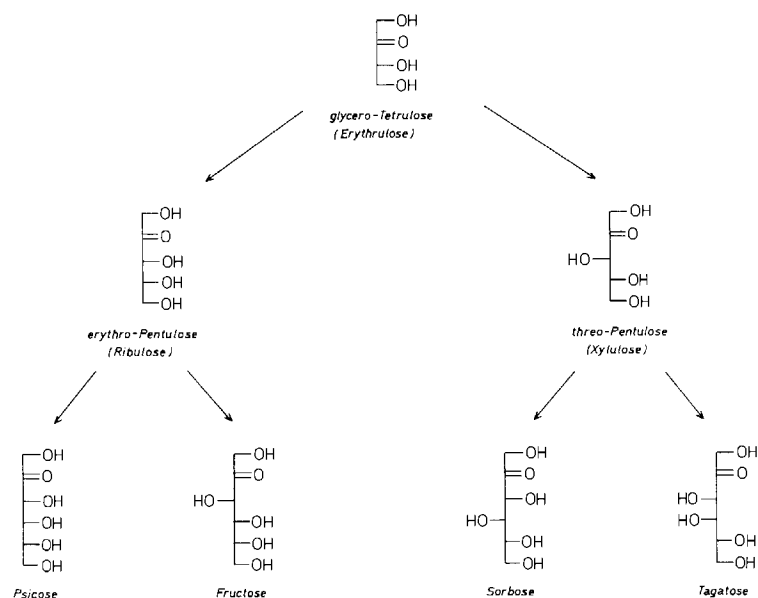 OH
O
OH
OH
glycero-Tetrulose
(Erythrulose)
OH
O
OH
OH
OH
erythro-Pentulose
(Ribulose)
OH
O
HO
OH
OH
threo-Pentulose
(Xylulose)
OH
O
OH
OH
OH
OH
Psicose
OH
O
HO
OH
OH
OH
Fructose
OH
O
OH
HO
OH
OH
Sorbose
OH
O
HO
HO
OH
OH
Tagatose